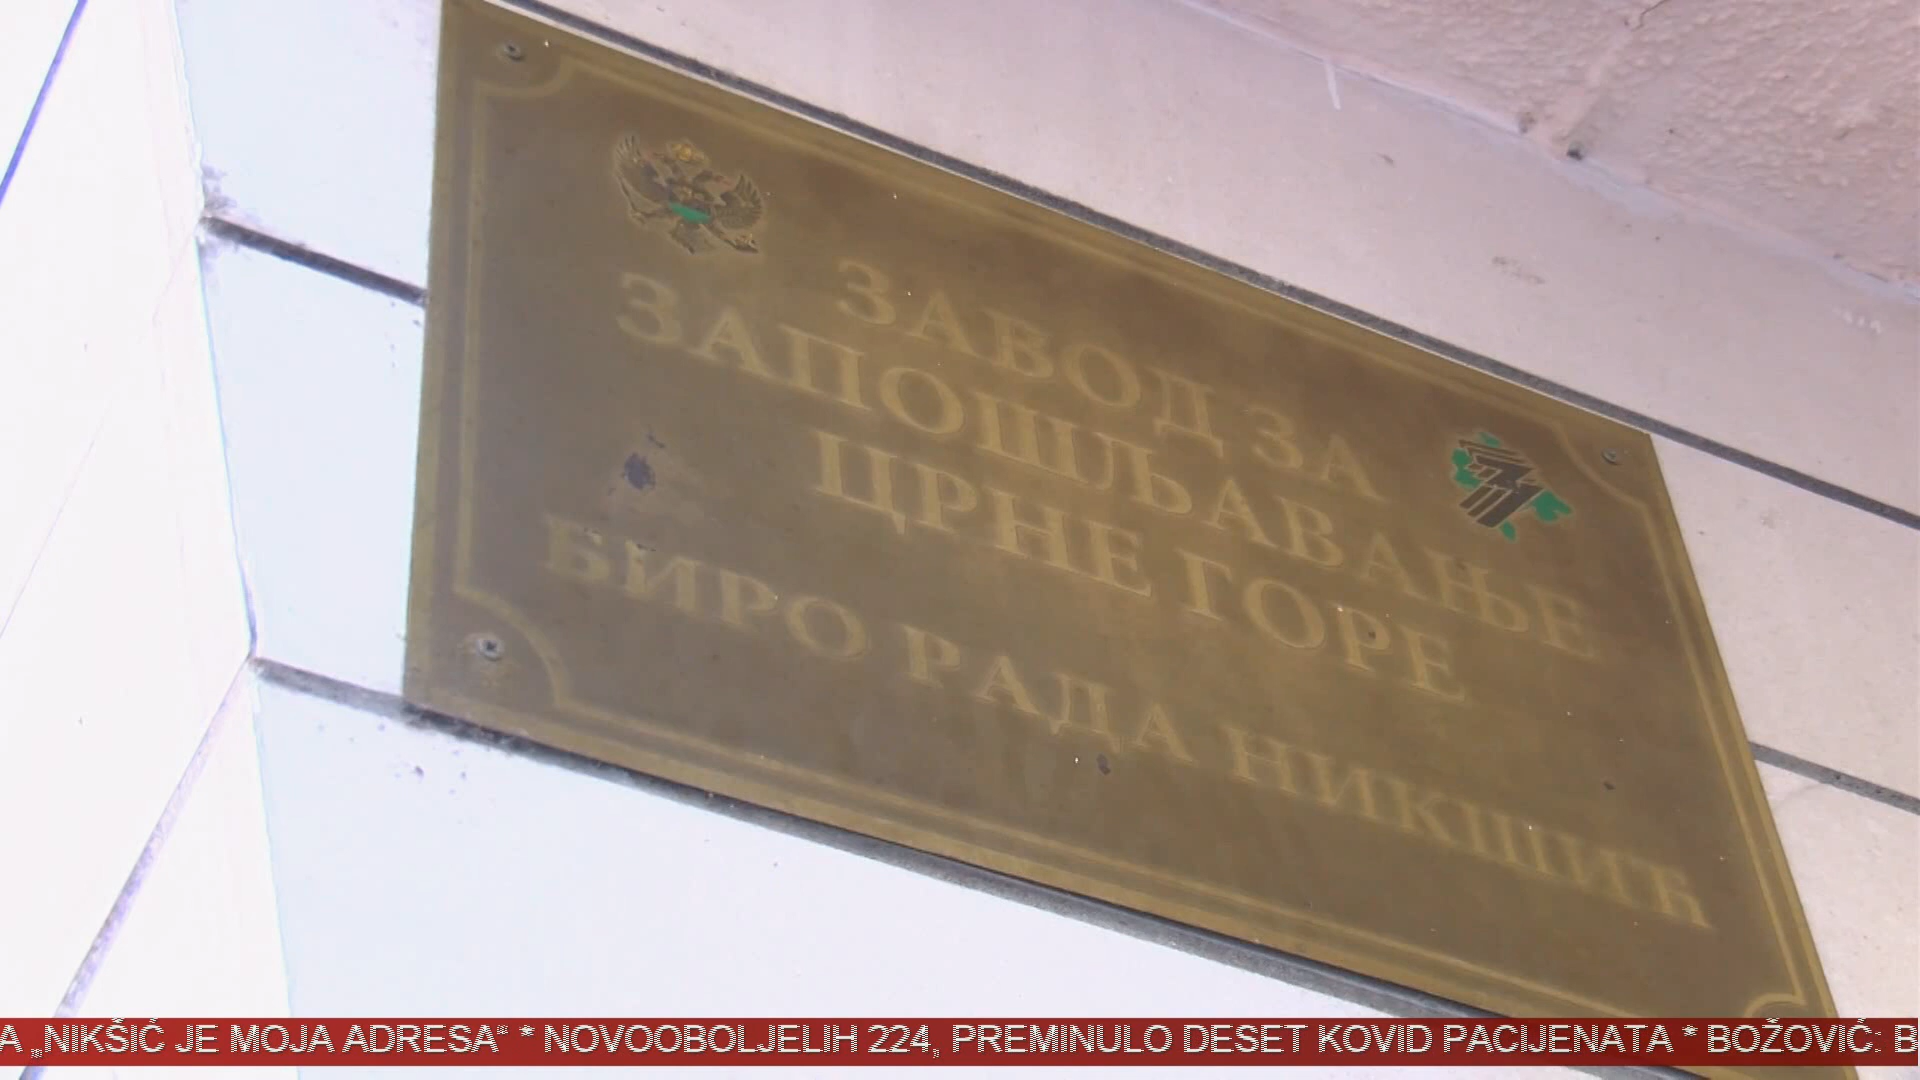 ЗАВОД ЗА
ЗАПОШЉАВАЊЕ
ЦРНЕ ГОРЕ
БИРО РАДА НИКШИЋ
A „NIKŠIĆ JE MOJA ADRESA“ * NOVOOBOLJELIH 224, PREMINULO DESET KOVID PACIJENATA * BOŽOVIĆ: B